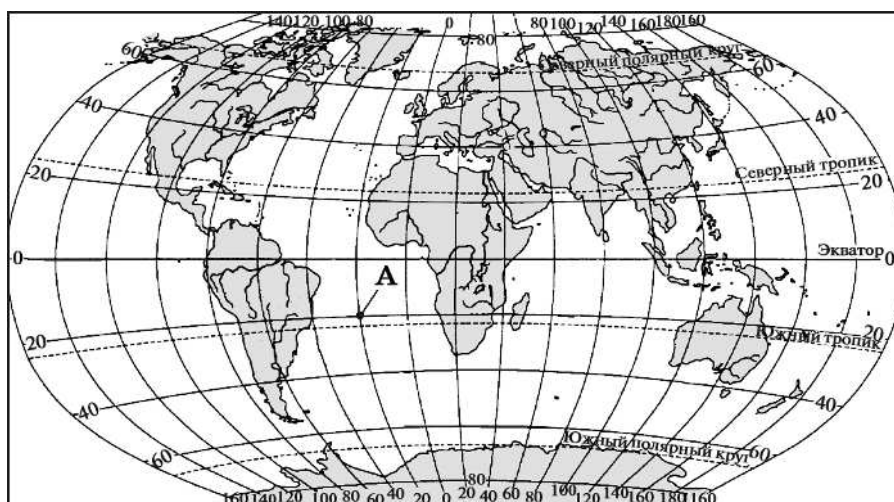 140 120 100 80 0 80 100 120 140 160 180 160
80
60 Северный полярный круг 60
40 40
Северный тропик
20 20
Экватор
0 0
А
20 20
Южный тропик
40 40
60 Южный полярный круг 60
80
160 140 120 100 80 60 40 20 0 20 40 60 80 100 120 140 160 180 160